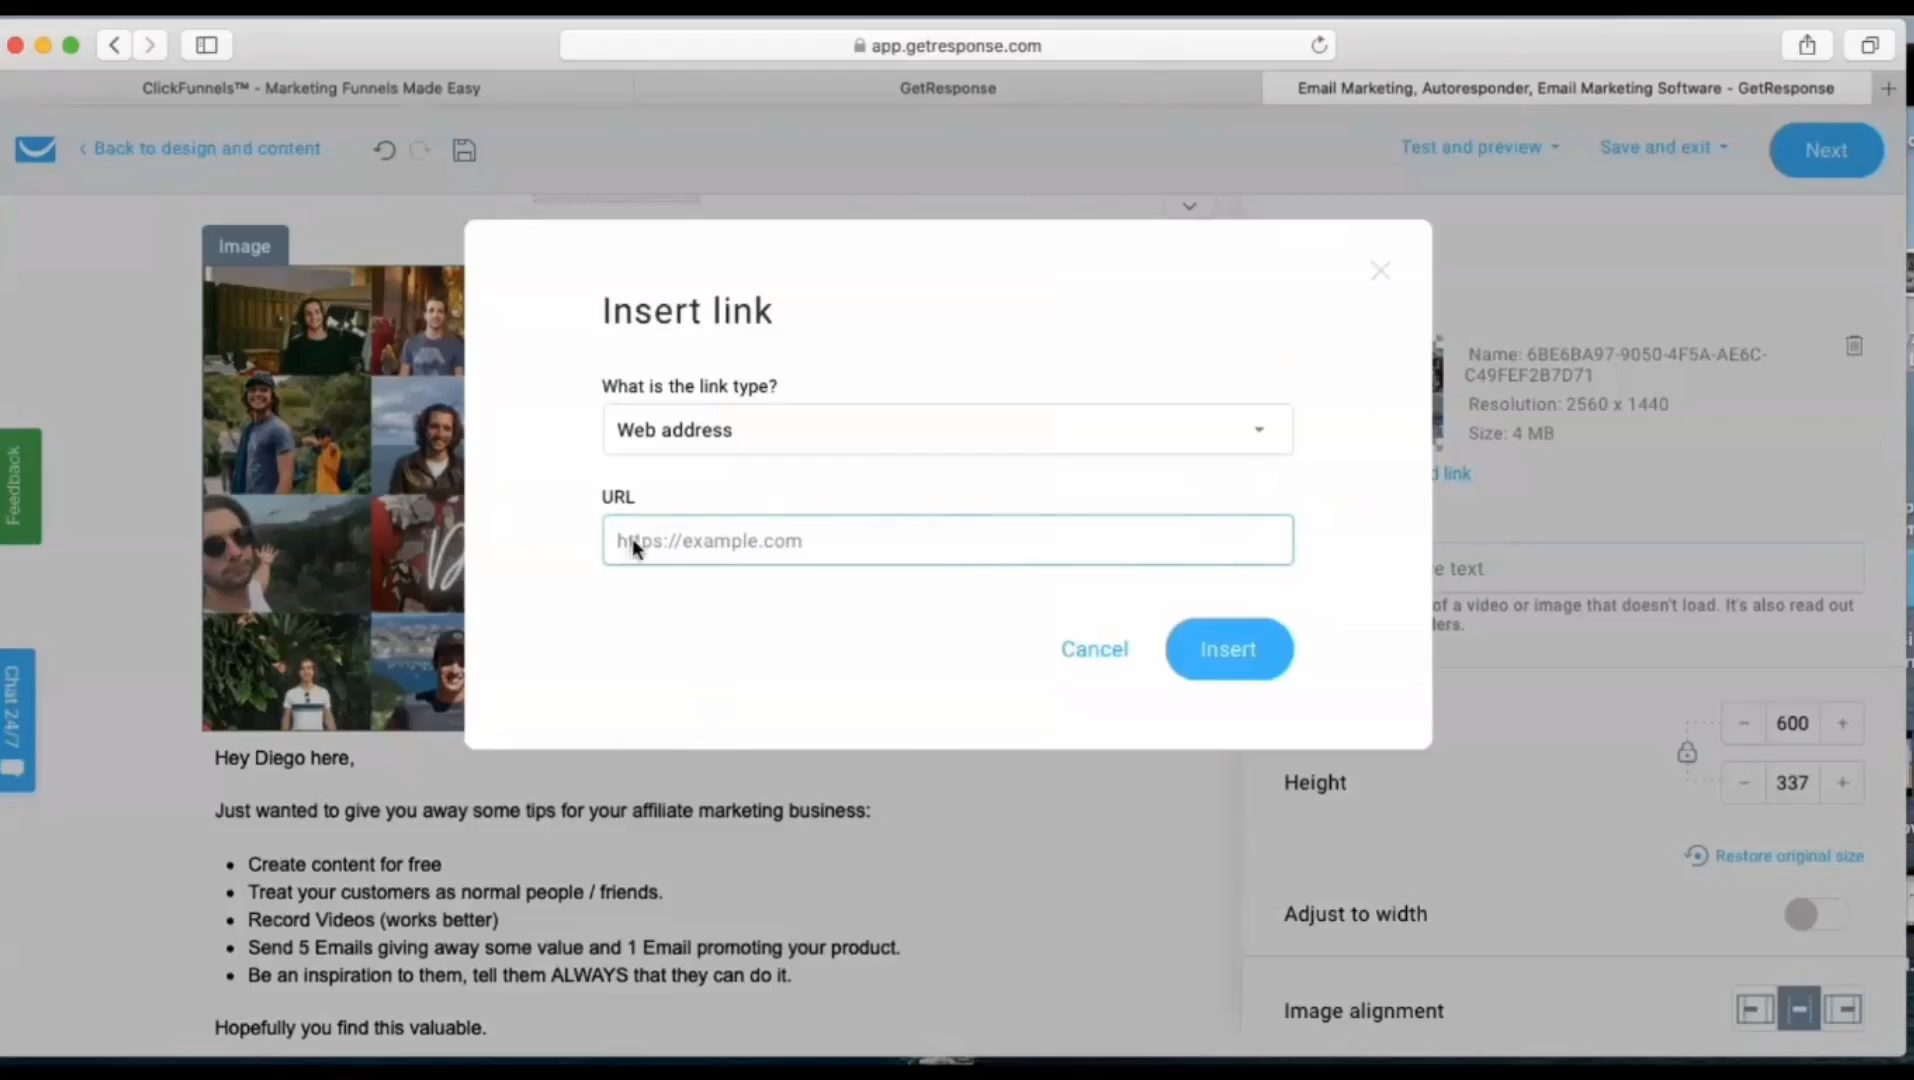 app.getresponse.com
ClickFunnels™ - Marketing Funnels Made Easy
GetResponse
Email Marketing, Autoresponder, Email Marketing Software - GetResponse
Back to design and content
Test and preview
Save and exit
Next
Image
Insert link
What is the link type?
Web address
URL
https://example.com
Cancel
Insert
Name: 6BE6BA97-9050-4F5A-AE6C-
C49FEF2B7D71
Resolution: 2560 x 1440
Size: 4 MB
link
e text
of a video or image that doesn't load. It's also read out
lers.
600
Height
337
Restore original size
Adjust to width
Image alignment
Feedback
Chat 24/7
Hey Diego here,
Just wanted to give you away some tips for your affiliate marketing business:
• Create content for free
• Treat your customers as normal people / friends.
• Record Videos (works better)
• Send 5 Emails giving away some value and 1 Email promoting your product.
• Be an inspiration to them, tell them ALWAYS that they can do it.
Hopefully you find this valuable.